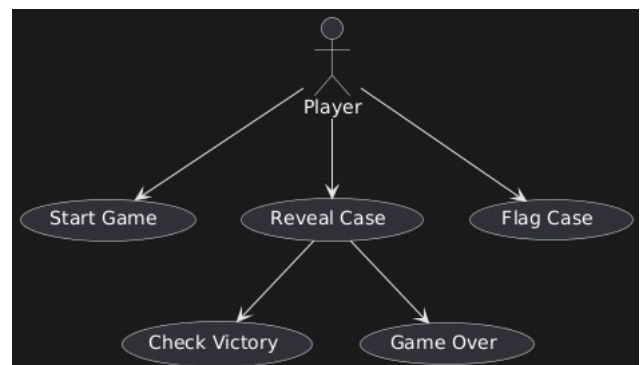 Player
Start Game
Reveal Case
Flag Case
Check Victory
Game Over